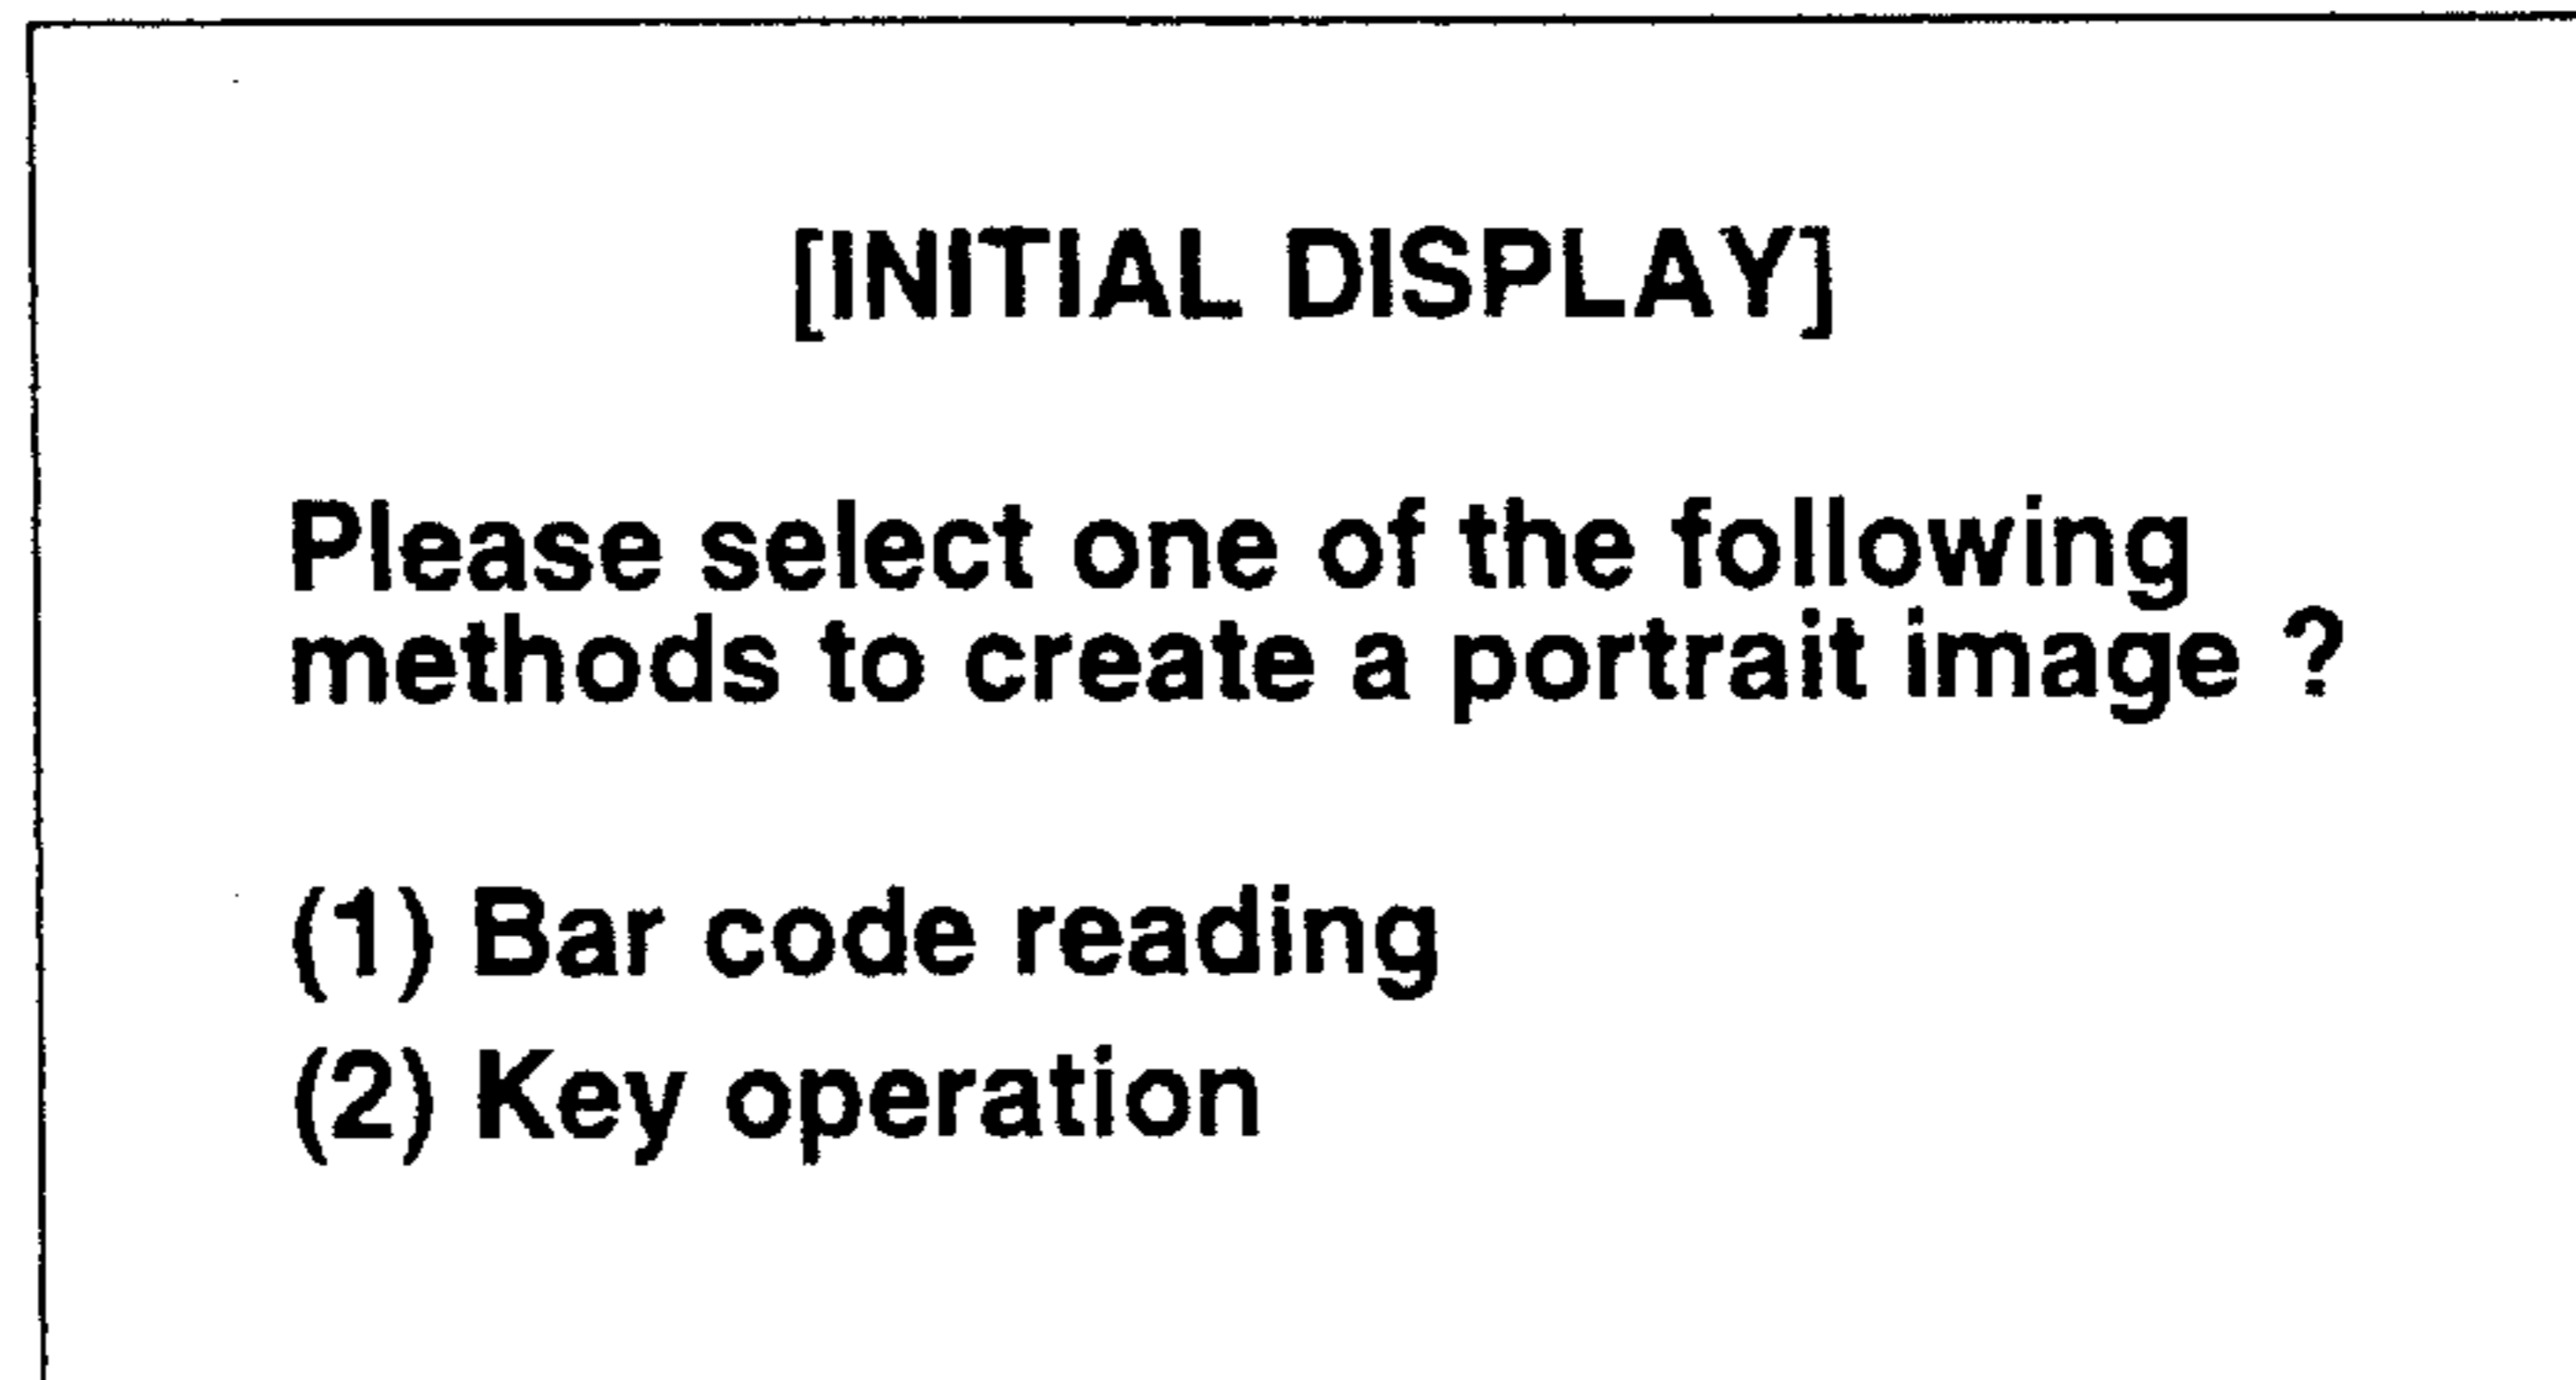 [INITIAL DISPLAY]
Please select one of the following
methods to create a portrait image ?
(1) Bar code reading
(2) Key operation